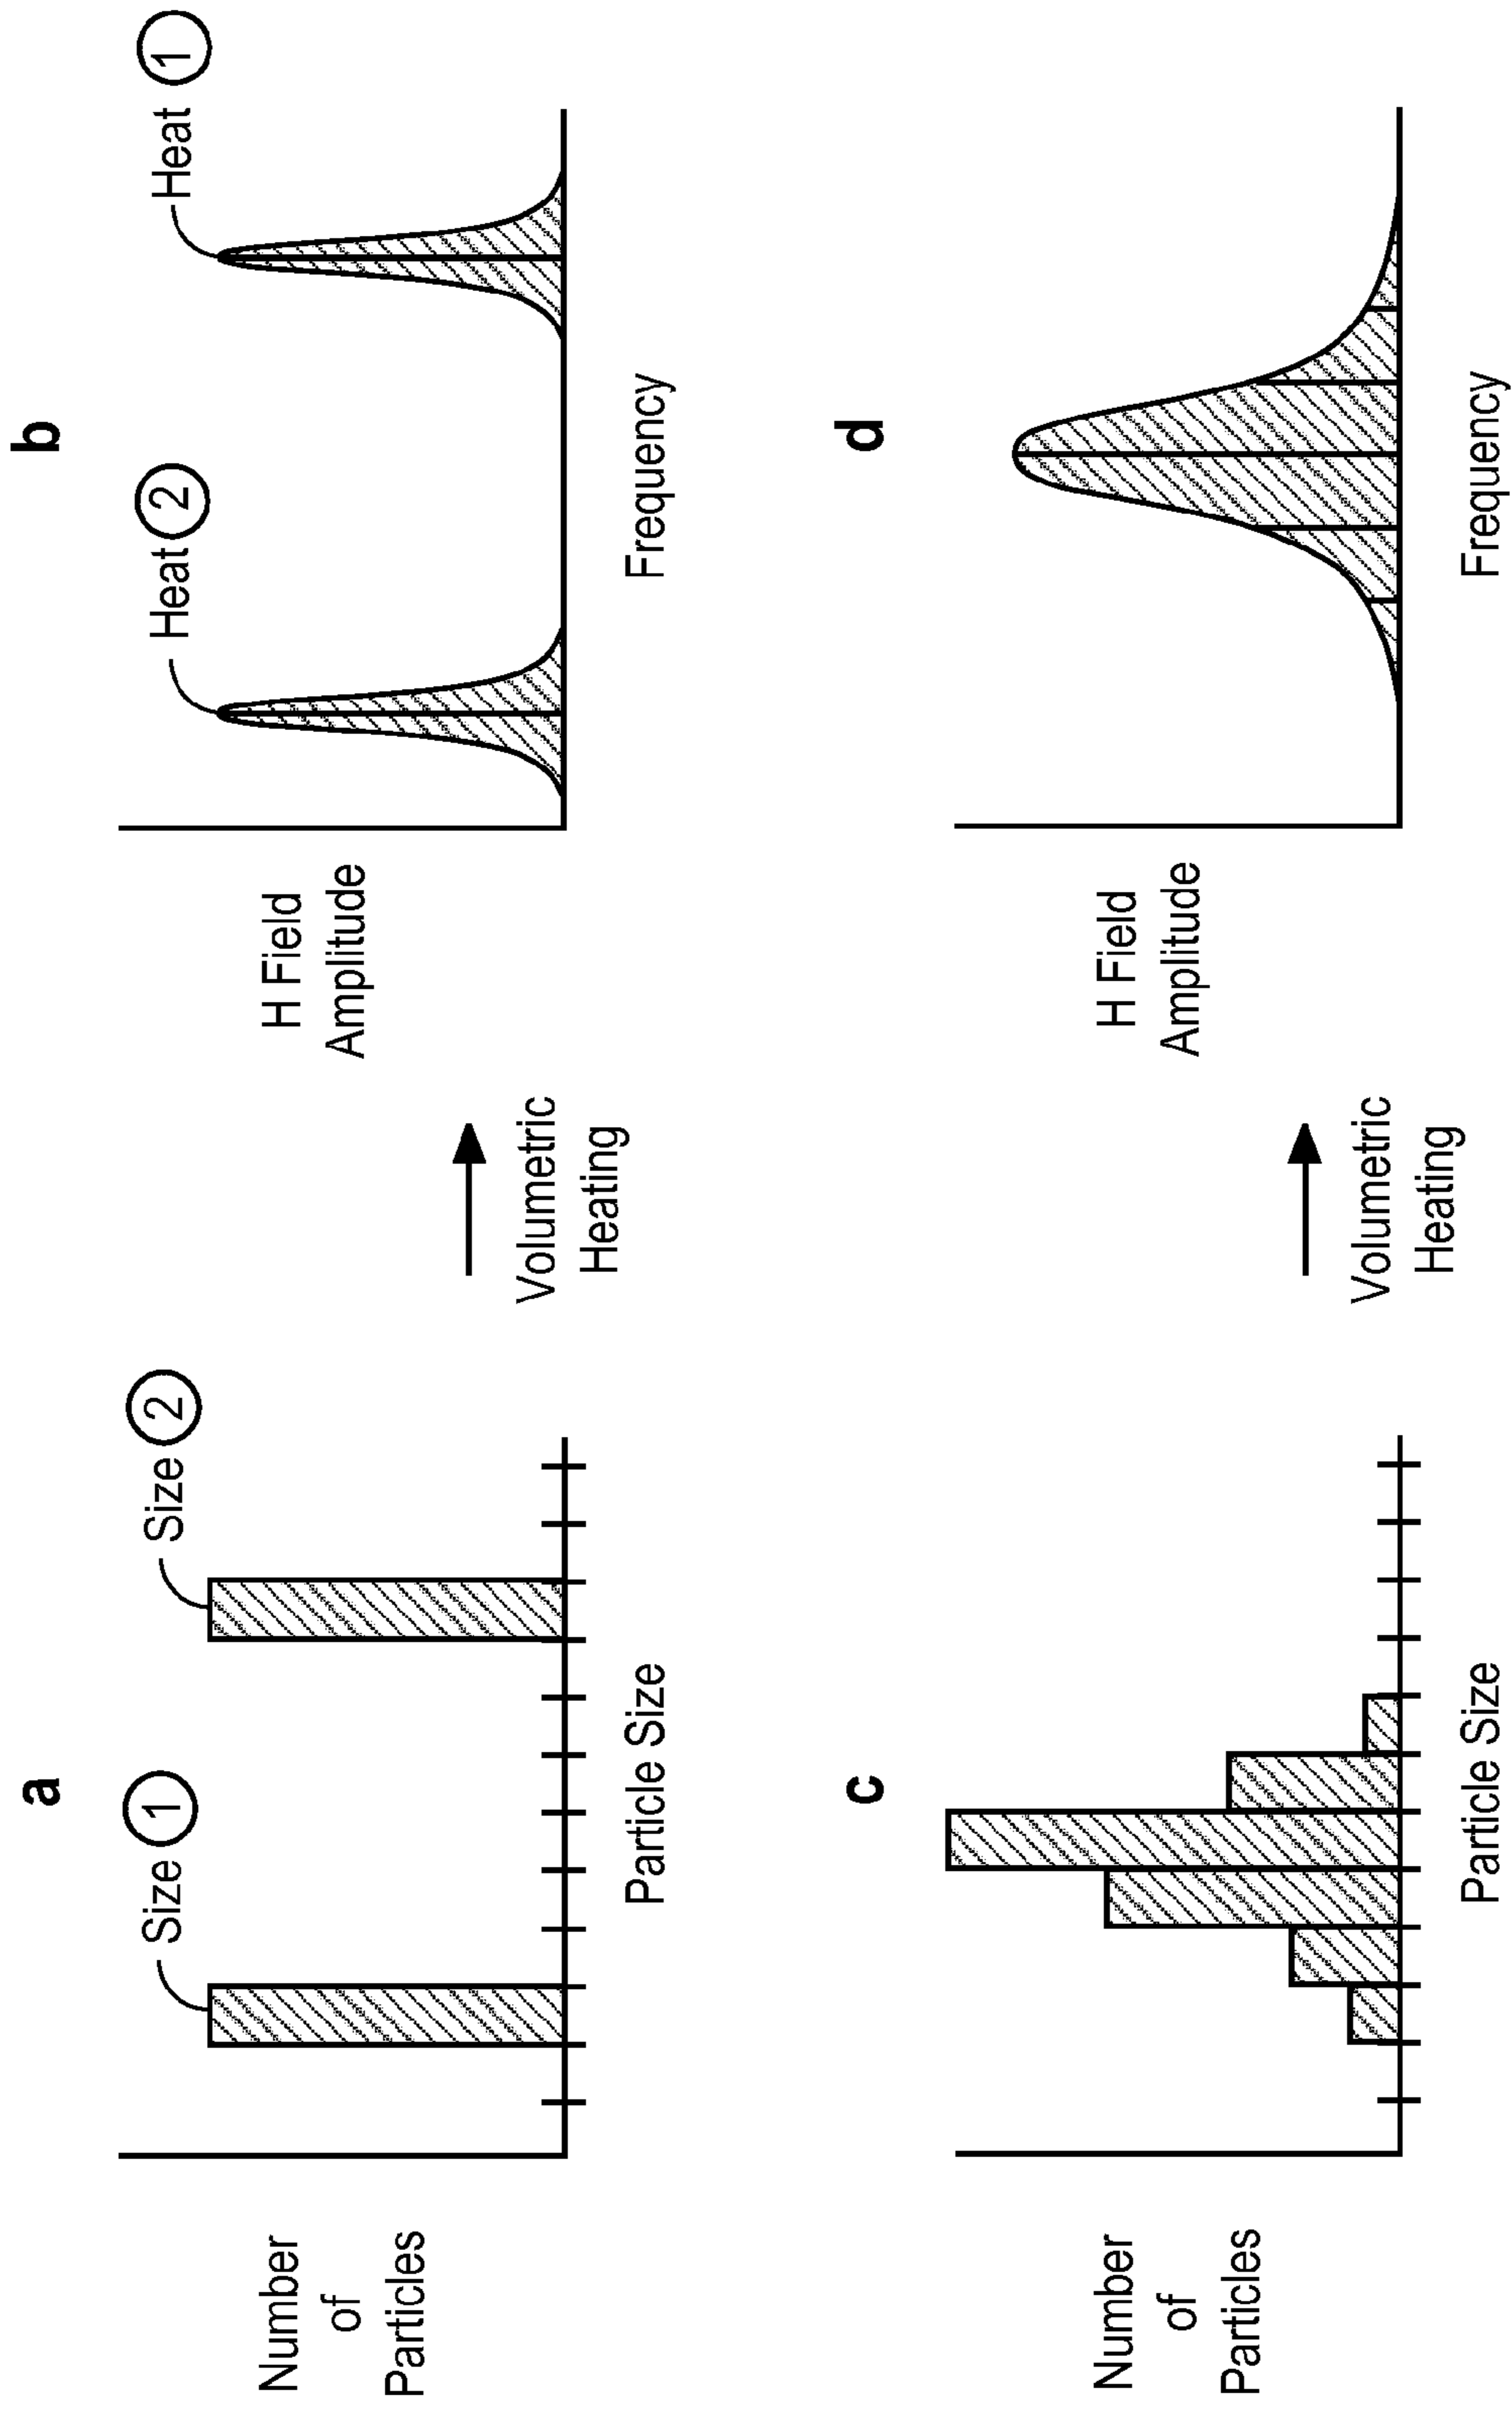 a
Size 1
Size 2
Number
of
Particles
Particle Size
Volumetric
Heating
b
Heat 2
Heat 1
H Field
Amplitude
Frequency
c
Number
of
Particles
Particle Size
Volumetric
Heating
d
H Field
Amplitude
Frequency